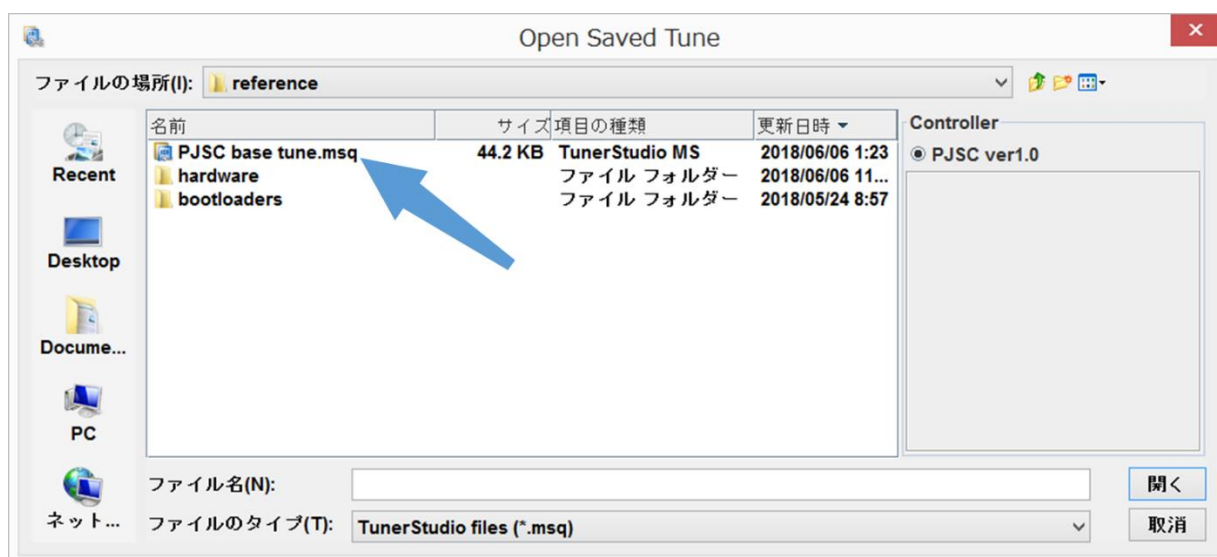 Open Saved Tune
ファイルの場所(I): reference
Recent
Desktop
Docume...
PC
ネット...
名前 サイズ 項目の種類 更新日時
PJSC base tune.msq 44.2 KB TunerStudio MS 2018/06/06 1:23
hardware ファイル フォルダー 2018/06/06 11...
bootloaders ファイル フォルダー 2018/05/24 8:57
Controller
PJSC ver1.0
ファイル名(N): 開く
ファイルのタイプ(T): TunerStudio files (*.msq) 取消